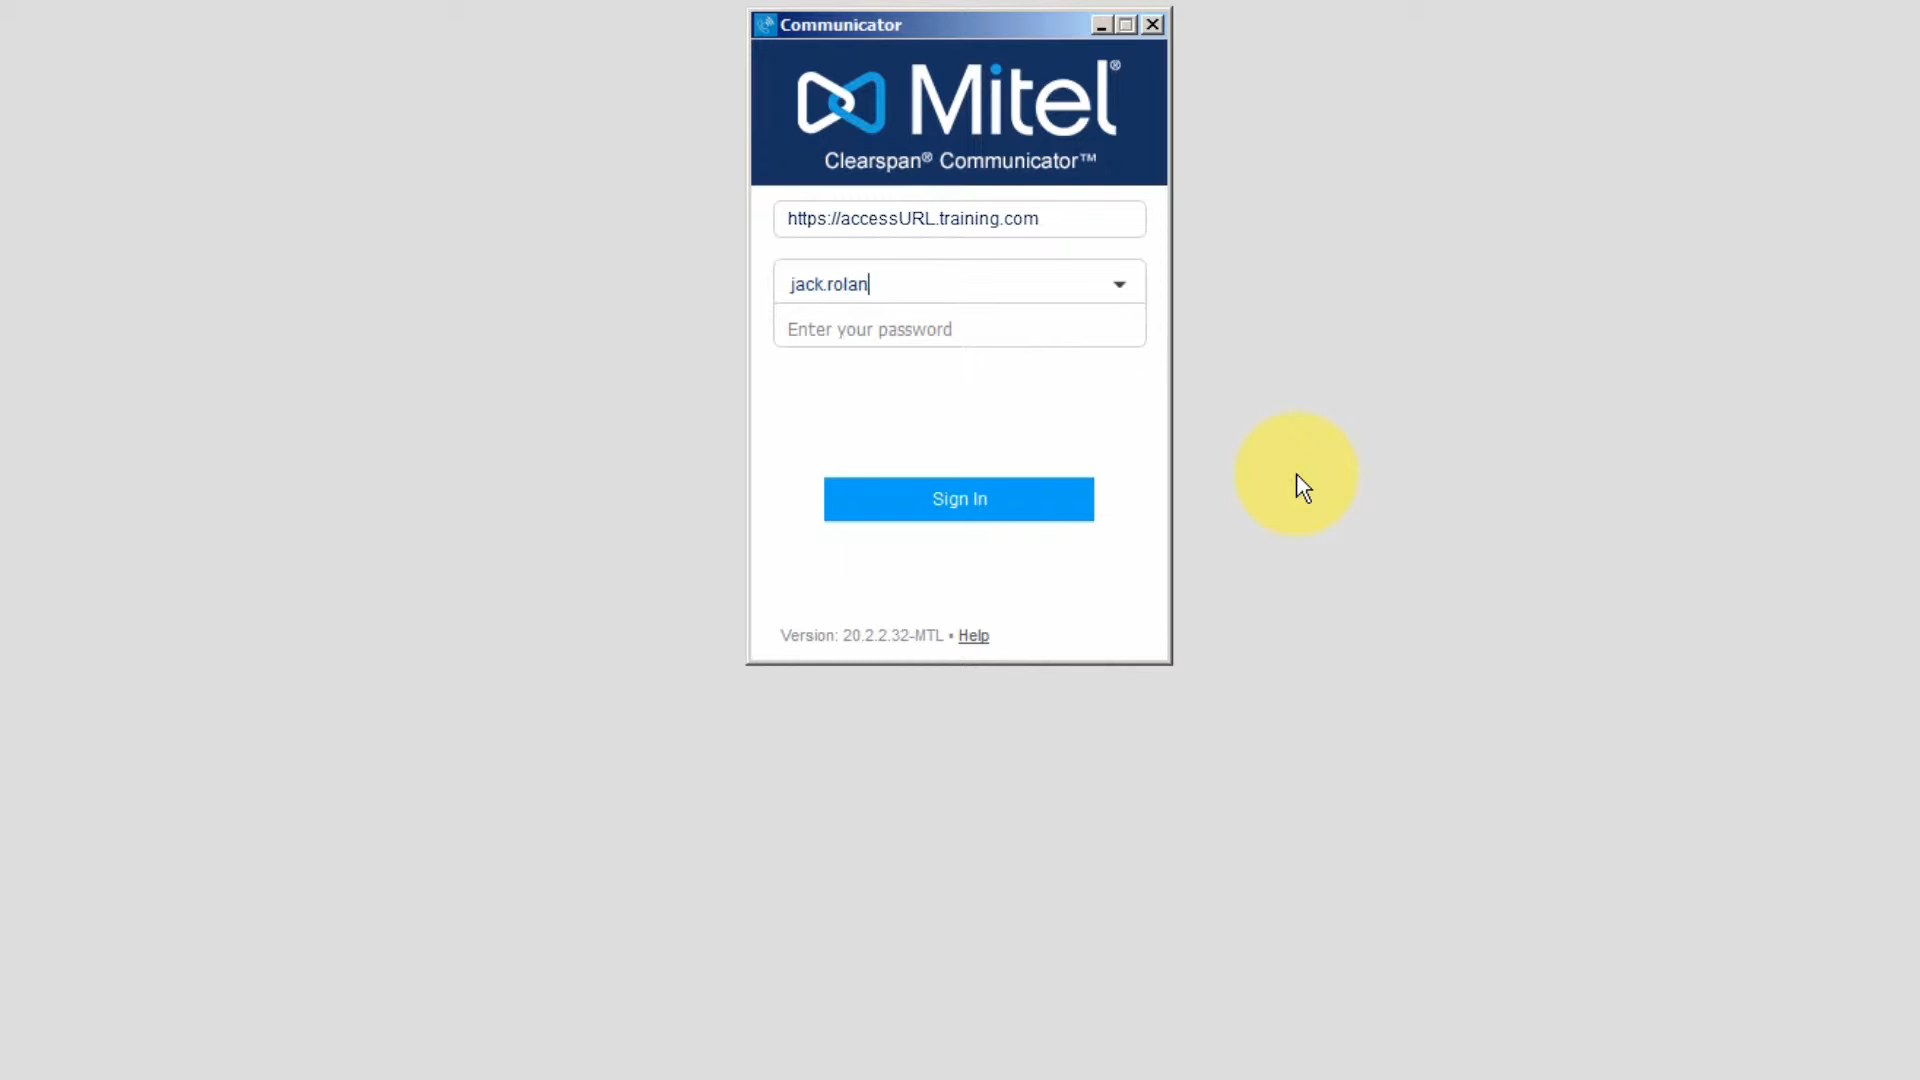 Communicator
Mitel®
Clearspan® Communicator™
https://accessURL.training.com
jack.rolan
Enter your password
Sign In
Version: 20.2.2.32-MTL • Help